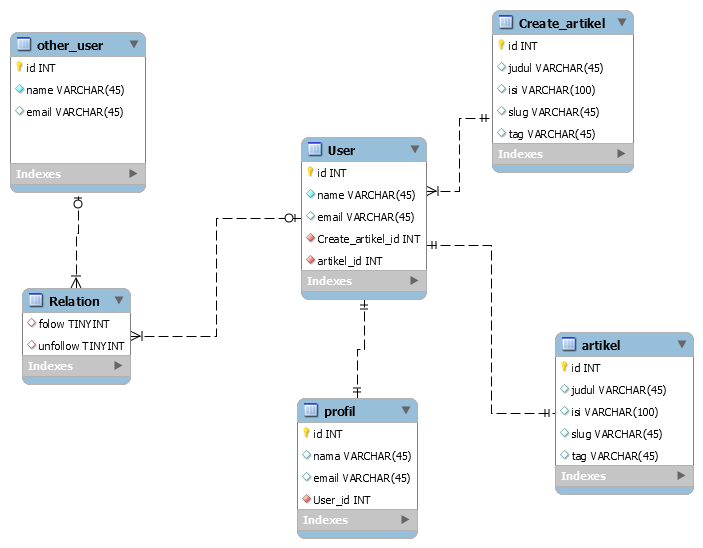 other_user
id INT
name VARCHAR(45)
email VARCHAR(45)
Indexes
Create_artikel
id INT
judul VARCHAR(45)
isi VARCHAR(100)
slug VARCHAR(45)
tag VARCHAR(45)
Indexes
User
id INT
name VARCHAR(45)
email VARCHAR(45)
Create_artikel_id INT
artikel_id INT
Indexes
Relation
folow TINYINT
unfollow TINYINT
Indexes
artikel
id INT
judul VARCHAR(45)
isi VARCHAR(100)
slug VARCHAR(45)
tag VARCHAR(45)
Indexes
profil
id INT
nama VARCHAR(45)
email VARCHAR(45)
User_id INT
Indexes